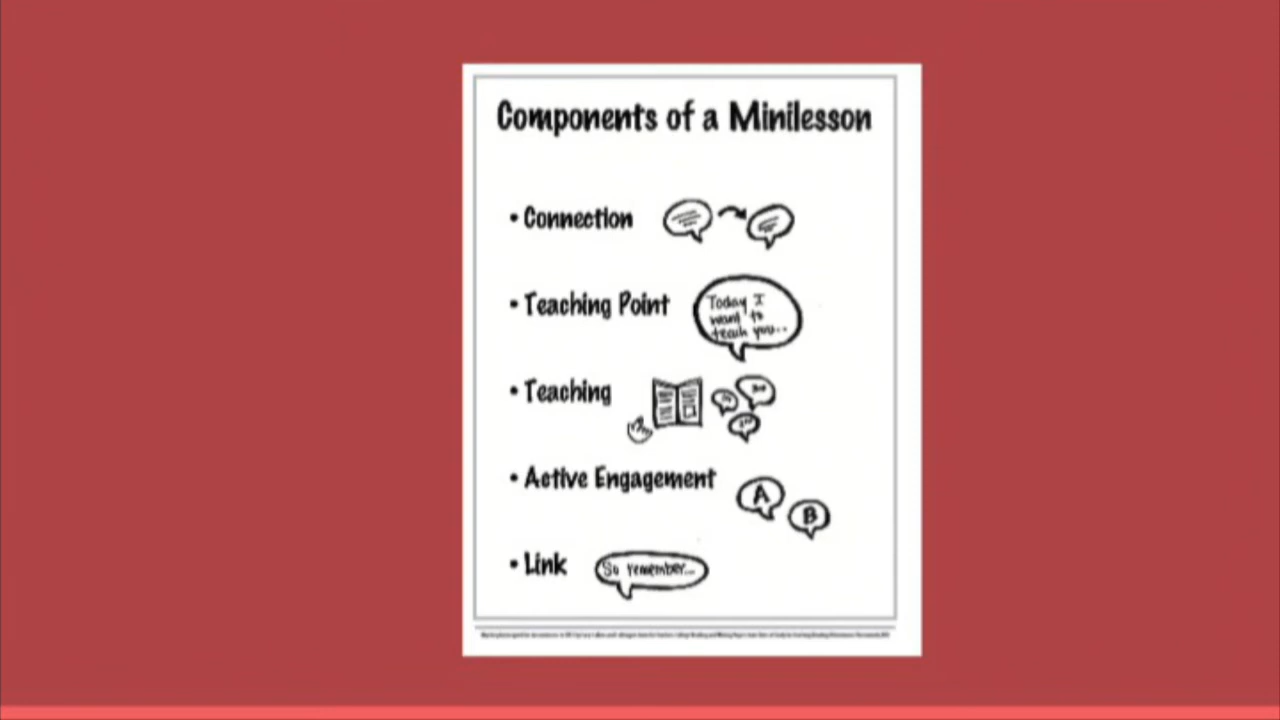 Components of a Minilesson
• Connection
• Teaching Point
Today I
want to
teach you...
• Teaching
• Active Engagement
A
B
• Link
So remember...